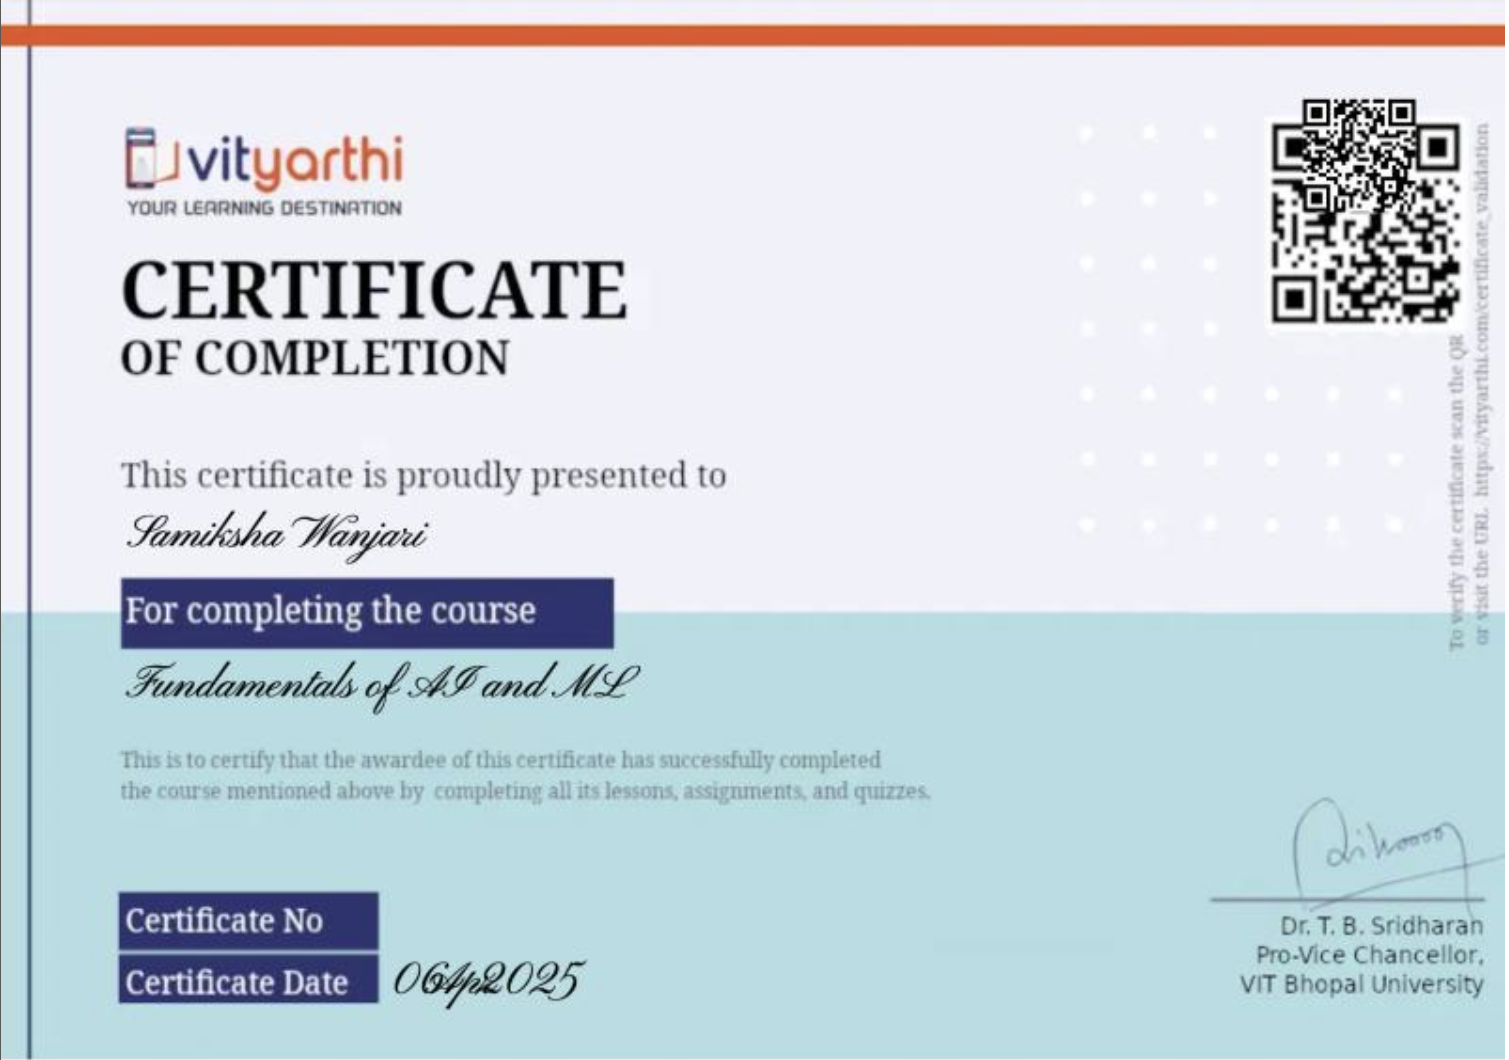 vityarthi
YOUR LEARNING DESTINATION
CERTIFICATE
OF COMPLETION
This certificate is proudly presented to
Samiksha Wanjari
For completing the course
Fundamentals of AI and ML
This is to certify that the awardee of this certificate has successfully completed
the course mentioned above by completing all its lessons, assignments, and quizzes.
Certificate No
Certificate Date 06Apr2025
Dr. T. B. Sridharan
Pro-Vice Chancellor,
VIT Bhopal University
To verify the certificate scan the QR
or visit the URL https://vityarthi.com/certificate_validation